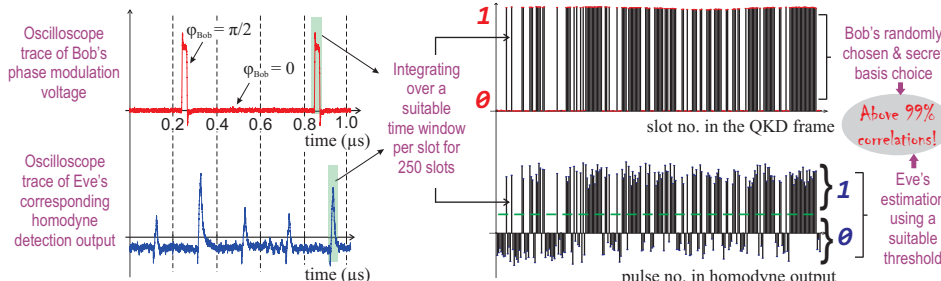 Oscilloscope
trace of Bob's
phase modulation
voltage
φBob = π/2
φBob = 0
0.2
0.4
0.6
0.8
1.0
time (µs)
Oscilloscope
trace of Eve's
corresponding
homodyne
detection output
time (µs)
Integrating
over a
suitable
time window
per slot for
250 slots
1
0
slot no. in the QKD frame
1
0
pulse no. in homodyne output
Bob's randomly
chosen & secret
basis choice
Above 99%
correlations!
Eve's
estimation
using a
suitable
threshold